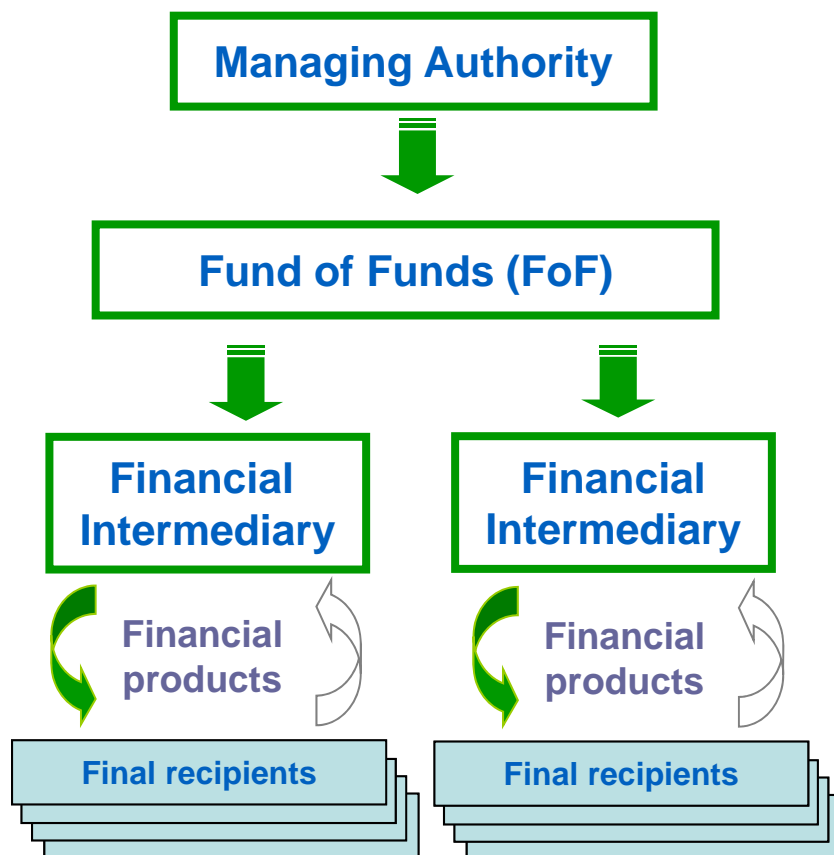 Managing Authority
Fund of Funds (FoF)
Financial
Intermediary
Financial
Intermediary
Financial
products
Financial
products
Final recipients
Final recipients